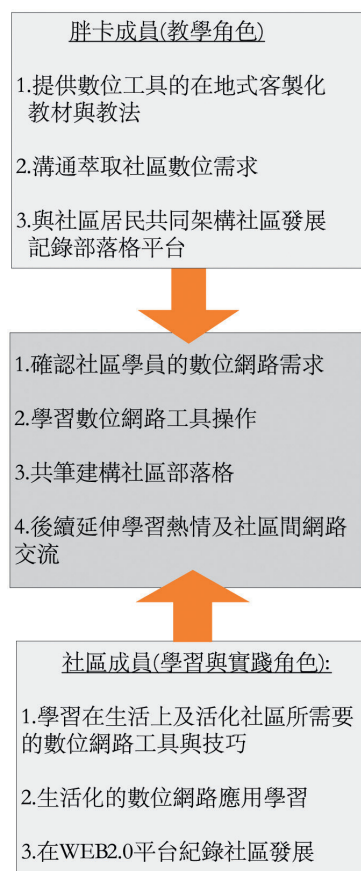 胖卡成員(教學角色)
1.提供數位工具的在地式客製化
教材與教法
2.溝通萃取社區數位需求
3.與社區居民共同架構社區發展
記錄部落格平台
1.確認社區學員的數位網路需求
2.學習數位網路工具操作
3.共筆建構社區部落格
4.後續延伸學習熱情及社區間網路
交流
社區成員(學習與實踐角色):
1.學習在生活上及活化社區所需要
的數位網路工具與技巧
2.生活化的數位網路應用學習
3.在WEB2.0平台紀錄社區發展